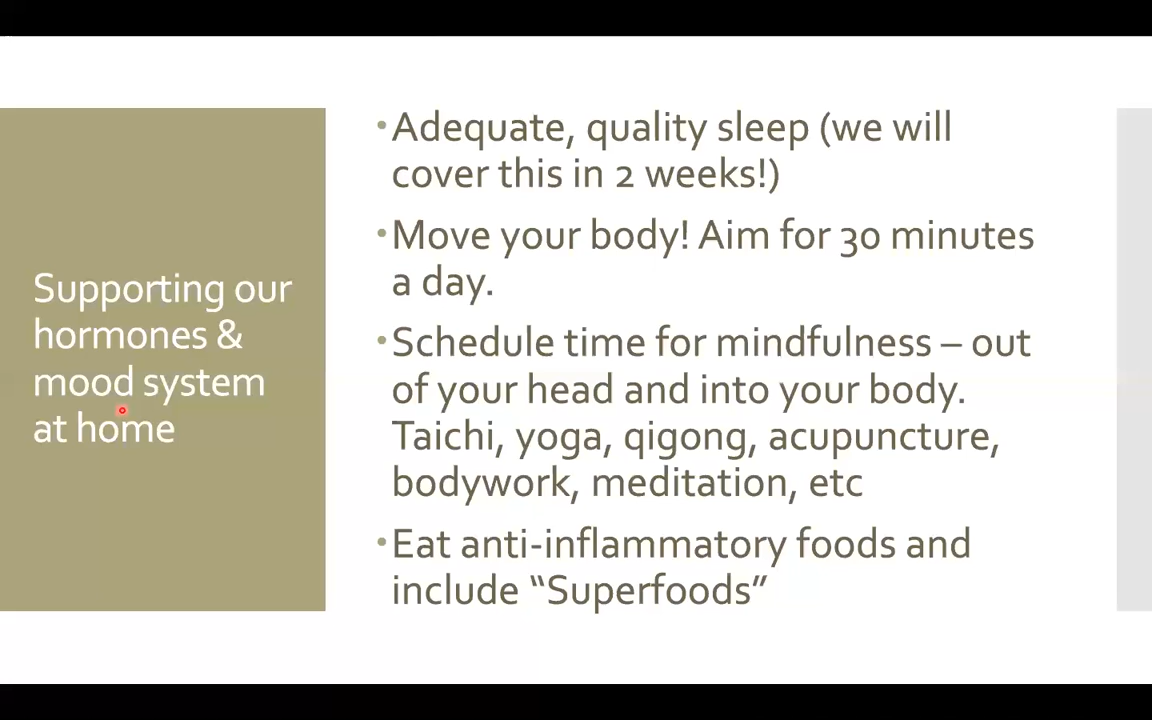 Supporting our
hormones &
mood system
at home
•Adequate, quality sleep (we will
cover this in 2 weeks!)
•Move your body! Aim for 30 minutes
a day.
•Schedule time for mindfulness – out
of your head and into your body.
Taichi, yoga, qigong, acupuncture,
bodywork, meditation, etc
•Eat anti-inflammatory foods and
include “Superfoods”